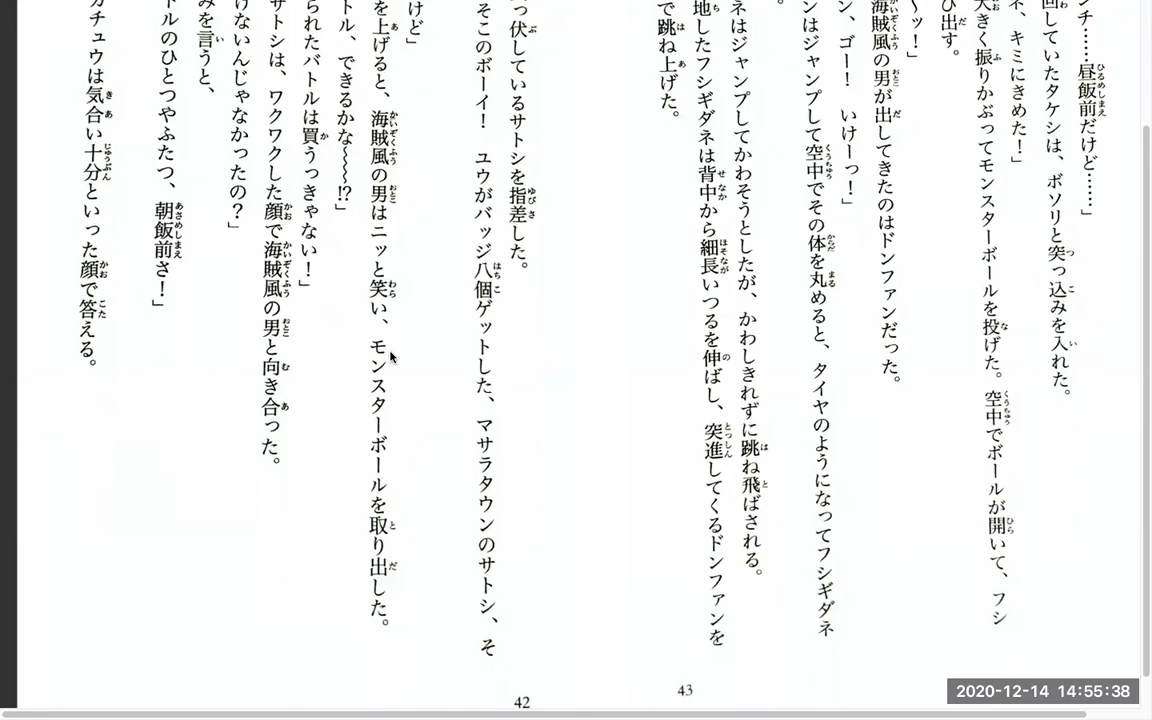 っ伏しているサトシを指差した。
そこのボーイ！　ユウがバッジ八個ゲットした、マサラタウンのサトシ、そ
けど」
を上げると、海賊風の男はニッと笑い、モンスターボールを取り出した。
トル、できるかな〜〜〜!?」
られたバトルは買うっきゃない！」
サトシは、ワクワクした顔で海賊風の男と向き合った。
けないんじゃなかったの？」
みを言うと、
トルのひとつやふたつ、朝飯前さ！」
カチュウは気合い十分といった顔で答える。
42
ンチ……昼飯前だけど……」
回していたタケシは、ボソリと突っ込みを入れた。
ネ、キミにきめた！」
大きく振りかぶってモンスターボールを投げた。空中でボールが開いて、フシ
び出す。
〜ッ！」
海賊風の男が出してきたのはドンファンだった。
ン、ゴー！　いけーっ！」
ンはジャンプして空中でその体を丸めると、タイヤのようになってフシギダネ
。
ネはジャンプしてかわそうとしたが、かわしきれずに跳ね飛ばされる。
地したフシギダネは背中から細長いつるを伸ばし、突進してくるドンファンを
で跳ね上げた。
43
2020-12-14 14:55:38